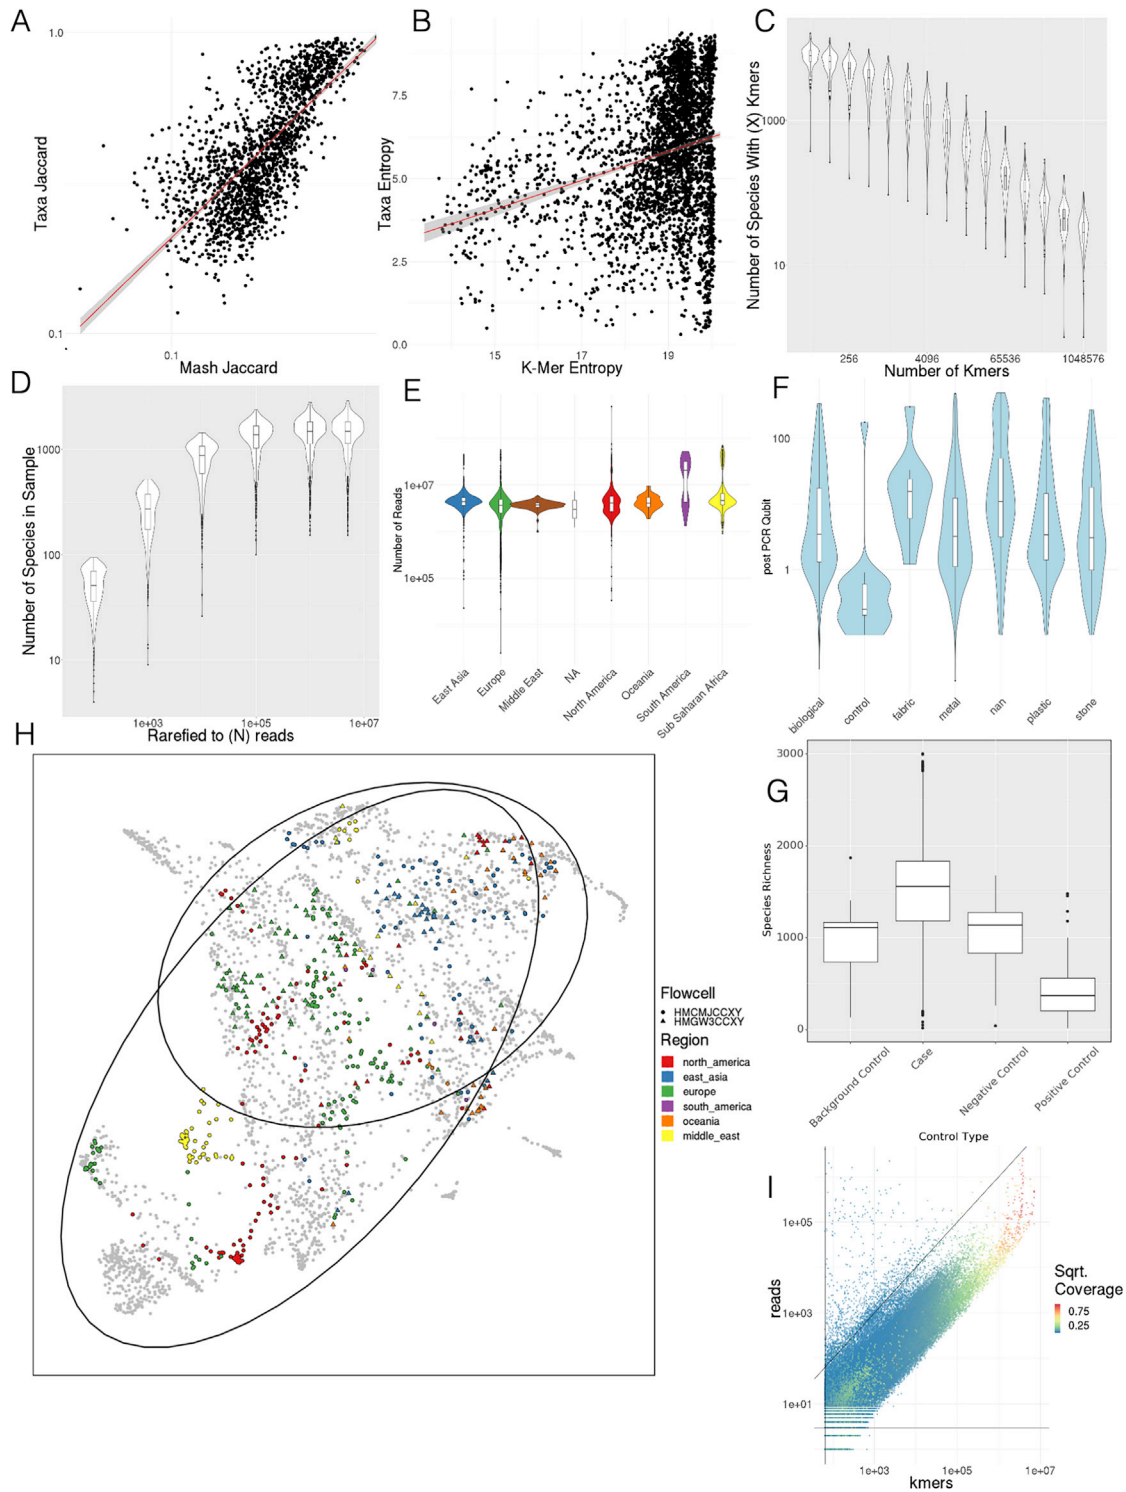 A
1.0
Taxa Jaccard
0.1
0.1
Mash Jaccard
B
7.5
Taxa Entropy
5.0
2.5
0.0
15
17
19
K-Mer Entropy
C
Number of Species With (X) Kmers
1000
10
256
4096
65536
1048576
Number of Kmers
D
Number of Species in Sample
1000
100
10
1e+03
1e+05
1e+07
Rarefied to (N) reads
E
Number of Reads
1e+07
1e+05
East Asia
Europe
Middle East
NA
North America
Oceania
South America
Sub Saharan Africa
F
post PCR Qubit
100
1
biological
control
fabric
metal
nan
plastic
stone
H
Flowcell
HMCMJCCXY
HMGW3CCXY
Region
north_america
east_asia
europe
south_america
oceania
middle_east
G
Species Richness
3000
2000
1000
0
Background Control
Case
Negative Control
Positive Control
Control Type
I
reads
1e+05
1e+03
1e+01
1e+03
1e+05
1e+07
kmers
Sqrt.
Coverage
0.75
0.25